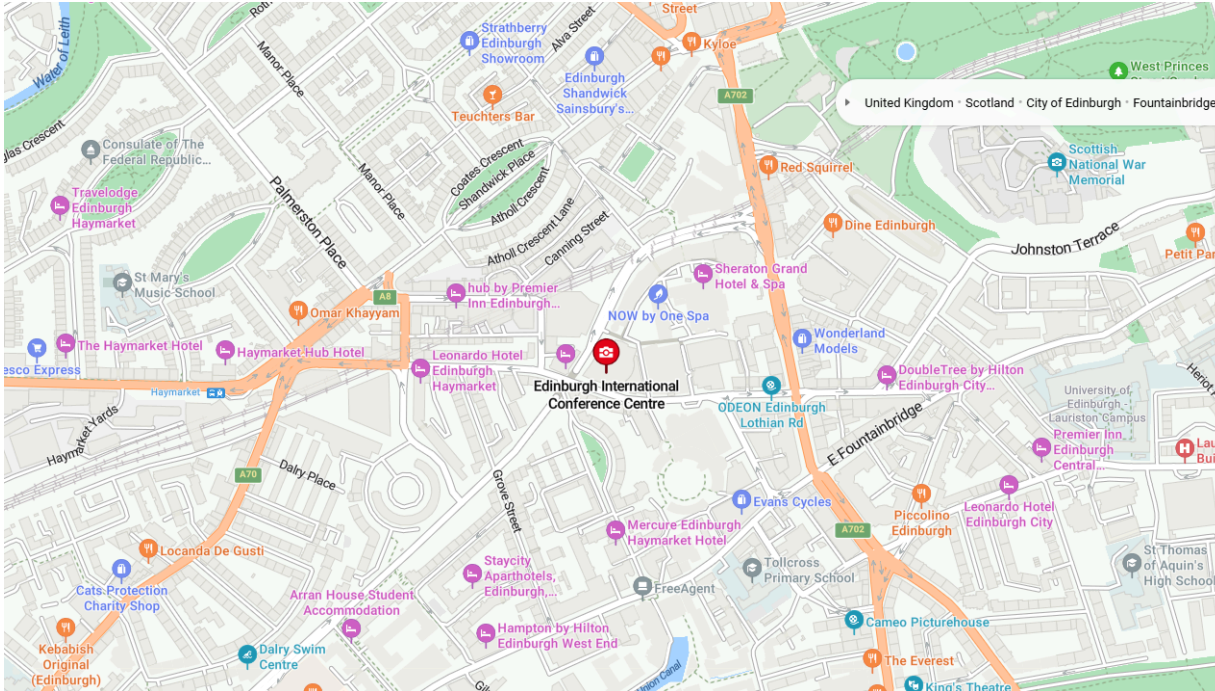 Street
Kyloe
Strathberry
Edinburgh
Showroom
Alva Street
Edinburgh
Shandwick
Sainsbury's...
Water of Leith
Manor Place
Teuchters Bar
A702
West Princes
United Kingdom · Scotland · City of Edinburgh · Fountainbridge
Consulate of The
Federal Republic...
Coates Crescent
Shandwick Place
Atholl Crescent
Manor Place
Red Squirrel
Scottish
National War
Memorial
Travelodge
Edinburgh
Haymarket
Palmerston Place
Atholl Crescent Lane
Canning Street
Dine Edinburgh
Johnston Terrace
Petit Par
St Mary's
Music School
A8
hub by Premier
Inn Edinburgh...
Sheraton Grand
Hotel & Spa
Omar Khayyam
NOW by One Spa
The Haymarket Hotel
Haymarket Hub Hotel
esco Express
Leonardo Hotel
Edinburgh
Haymarket
Wonderland
Models
Edinburgh International
Conference Centre
DoubleTree by Hilton
Edinburgh City...
Heriot
Haymarket
ODEON Edinburgh
Lothian Rd
University of
Edinburgh -
Lauriston Campus
Haymarket Yards
E Fountainbridge
Premier Inn
Edinburgh
Central...
Lau
Bui
A70
Dalry Place
Grove Street
Evans Cycles
Piccolino
Edinburgh
Leonardo Hotel
Edinburgh City
Mercure Edinburgh
Haymarket Hotel
A702
Locanda De Gusti
Staycity
Aparthotels,
Edinburgh,...
Tollcross
Primary School
St Thomas
of Aquin's
High School
Cats Protection
Charity Shop
FreeAgent
Arran House Student
Accommodation
Cameo Picturehouse
Kebabish
Original
(Edinburgh)
Hampton by Hilton
Edinburgh West End
Dalry Swim
Centre
The Everest
Union Canal
King's Theatre